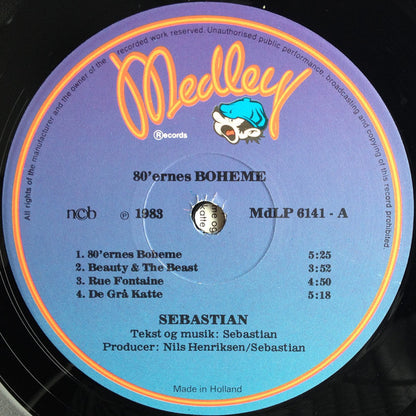 All rights of the manufacturer and the owner of the recorded work reserved. Unauthorised public performance, broadcasting and copying of this record prohibited
Medley
® Records
80'ernes BOHEME
ncb
℗ 1983
MdLP 6141 - A
1. 80'ernes Boheme 5:25
2. Beauty & The Beast 3:52
3. Rue Fontaine 4:50
4. De Grå Katte 5:18
SEBASTIAN
Tekst og musik: Sebastian
Producer: Nils Henriksen/Sebastian
Made in Holland